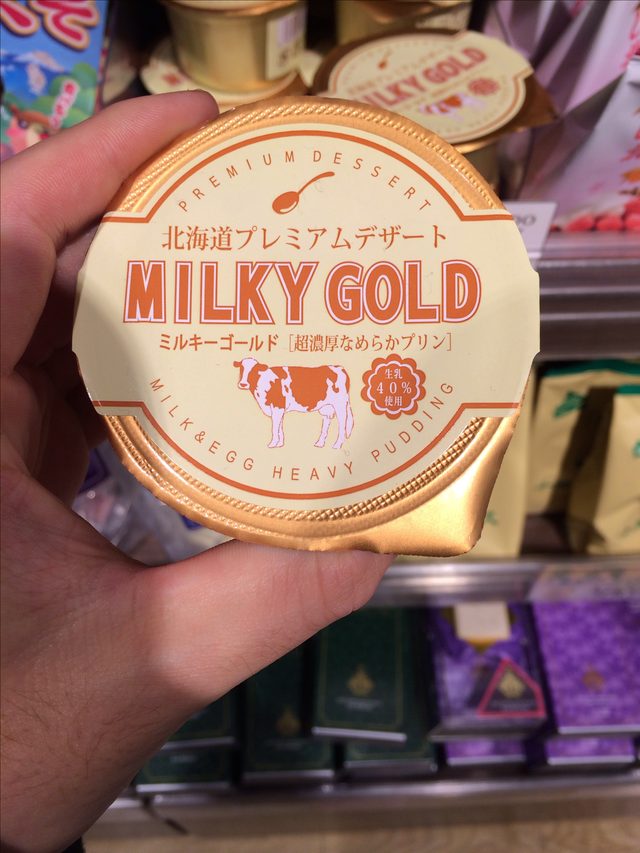 PREMIUM DESSERT
北海道プレミアムデザート
MILKY GOLD
ミルキーゴールド［超濃厚なめらかプリン］
生乳
40%
使用
MILK&EGG HEAVY PUDDING
MILKY GOLD